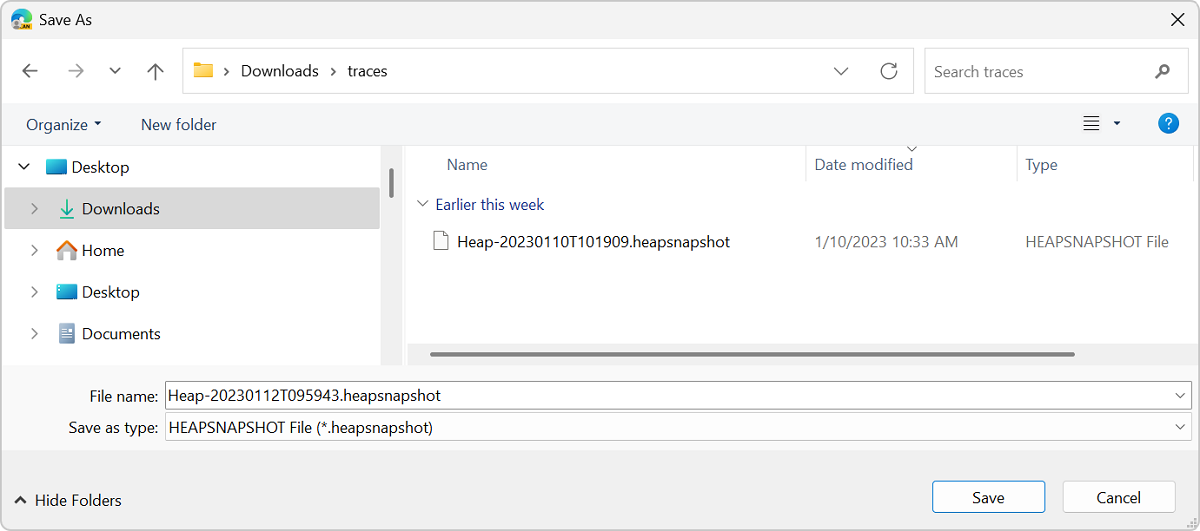 Save As
Downloads > traces
Search traces
Organize New folder
?
Desktop
Downloads
Home
Desktop
Documents
Name Date modified Type
Earlier this week
Heap-20230110T101909.heapsnapshot 1/10/2023 10:33 AM HEAPSNAPSHOT File
File name: Heap-20230112T095943.heapsnapshot
Save as type: HEAPSNAPSHOT File (*.heapsnapshot)
Hide Folders Save Cancel